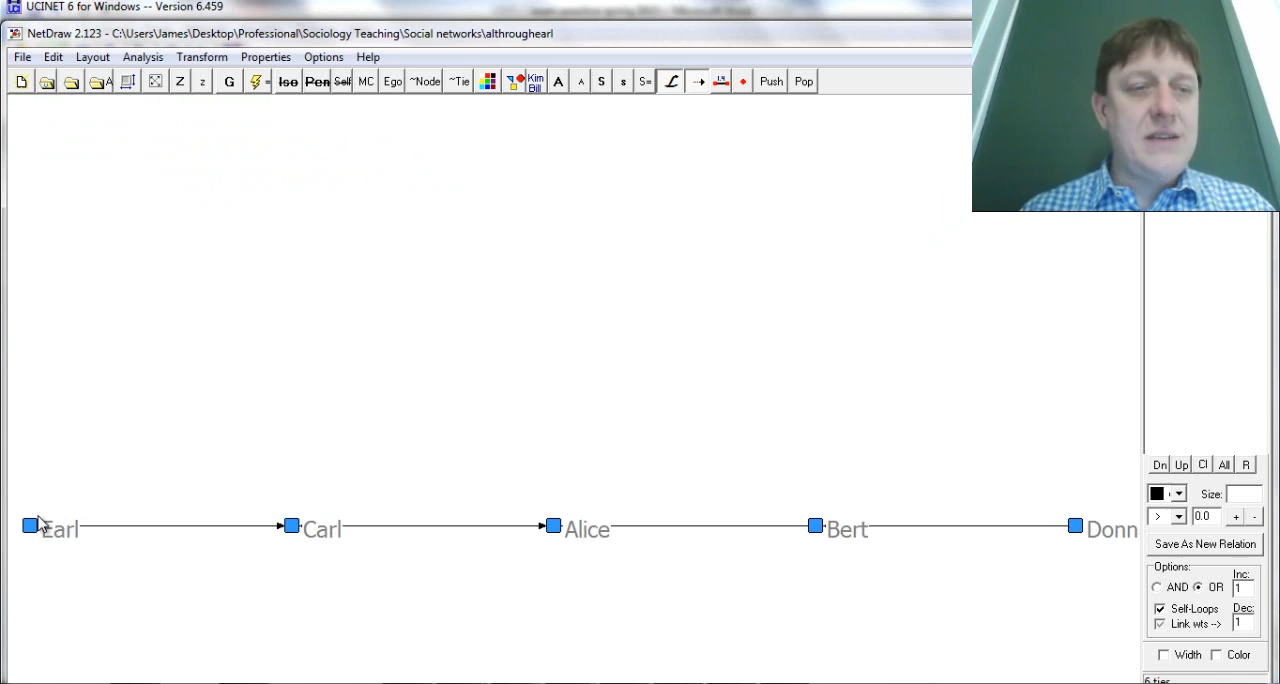 UCINET 6 for Windows -- Version 6.459
NetDraw 2.123 - C:\Users\James\Desktop\Professional\Sociology Teaching\Social networks\althroughearl
File Edit Layout Analysis Transform Properties Options Help
A Z z G = Iso Pen Self MC Ego ~Node ~Tie Kim Bill A A S s S= L Push Pop
Dn Up Cl All R
Size:
> 0.0 + -
Earl Carl Alice Bert Donn
Save As New Relation
Options:
Inc:
AND OR 1
Self-Loops Dec:
Link wts --> 1
Width Color
6 ties